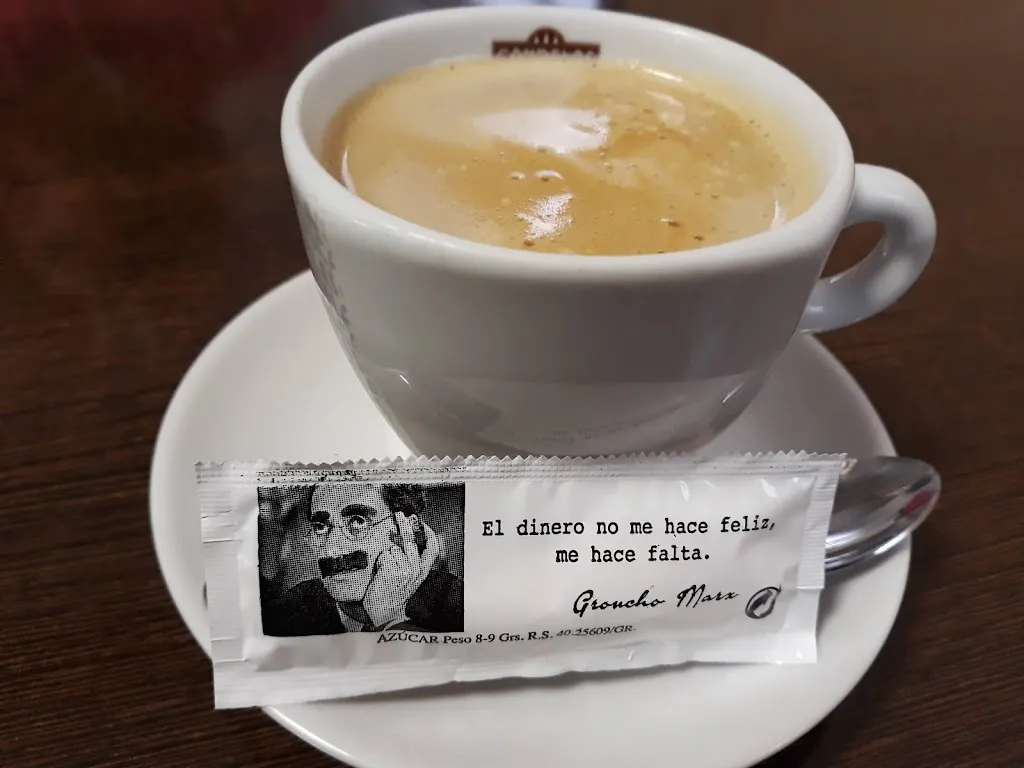 El dinero no me hace feliz,
me hace falta.
Groucho Marx
AZÚCAR Peso 8-9 Grs. R.S. 40-25609/GR.